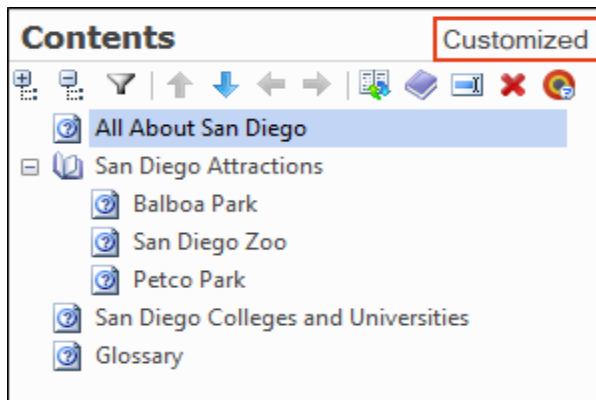 Contents
Customized
All About San Diego
San Diego Attractions
Balboa Park
San Diego Zoo
Petco Park
San Diego Colleges and Universities
Glossary